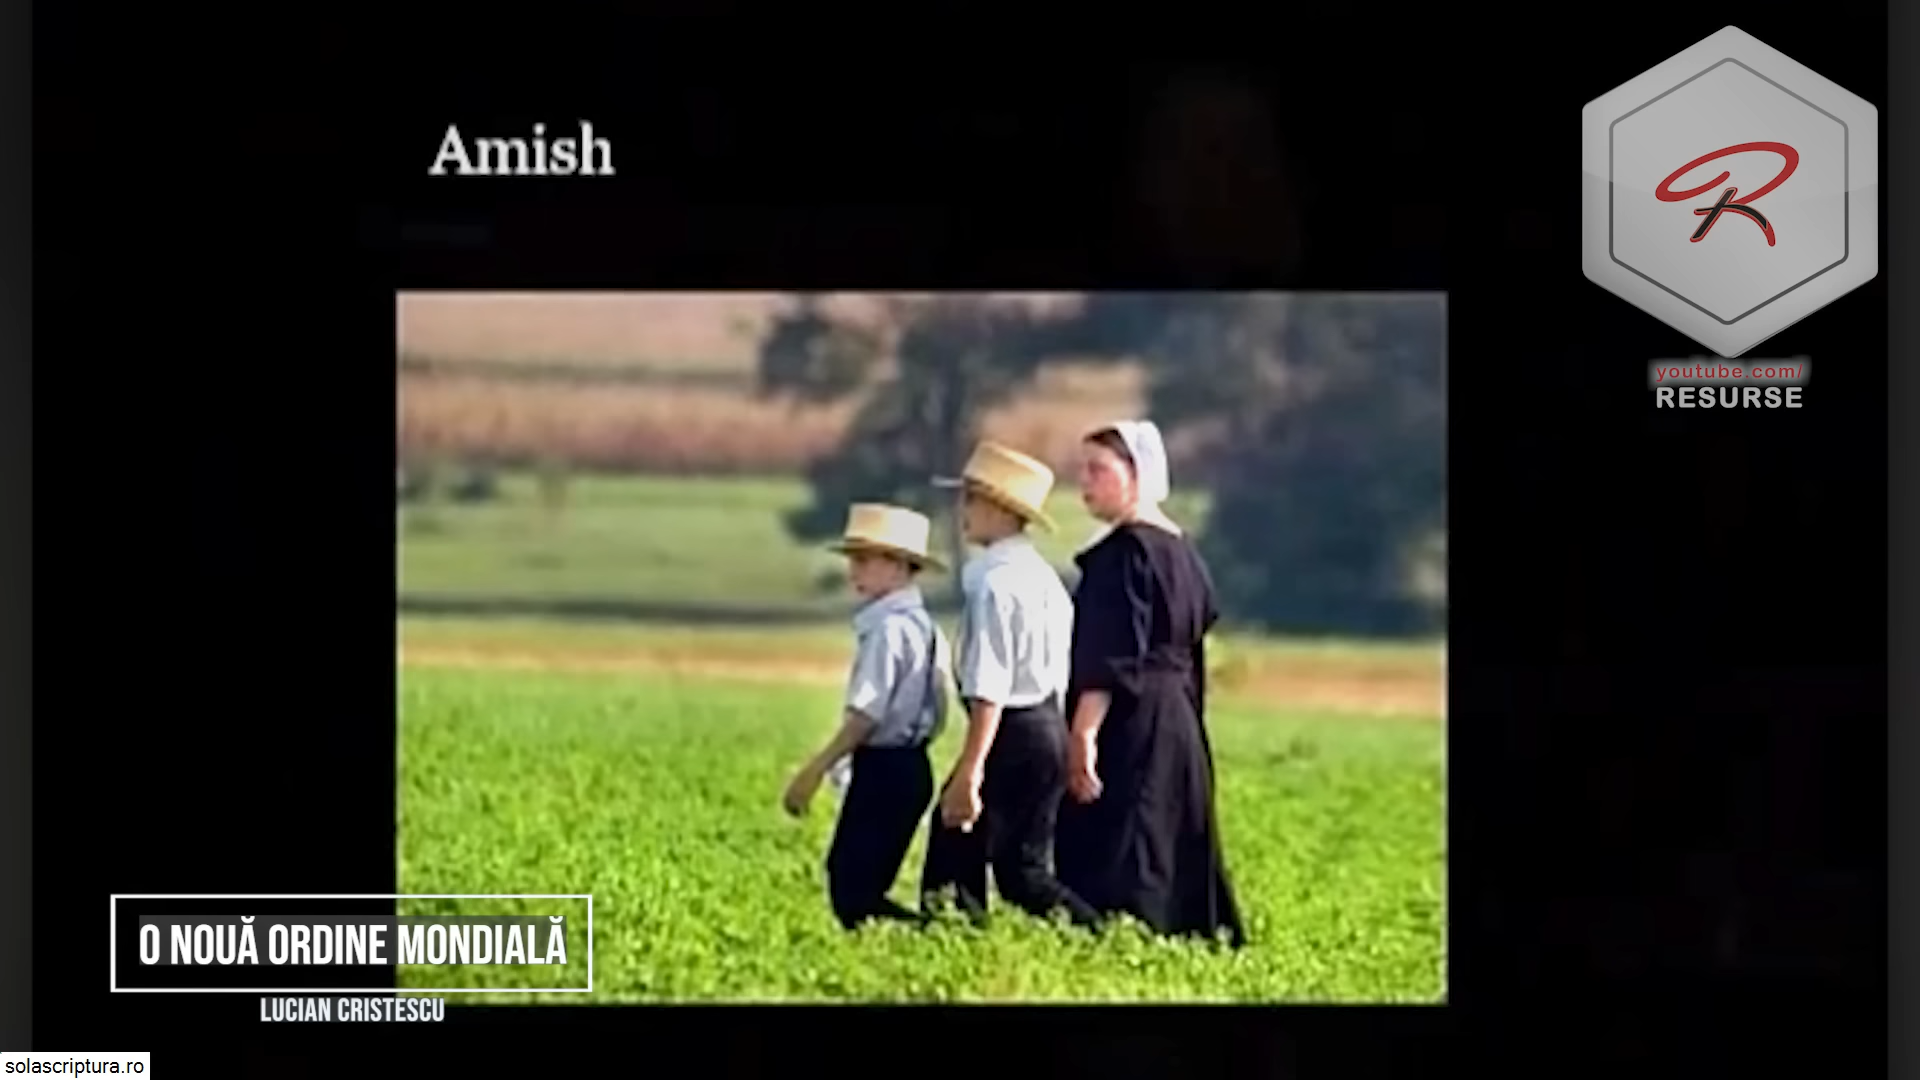 Amish
youtube.com/
RESURSE
O NOUĂ ORDINE MONDIALĂ
LUCIAN CRISTESCU
solascriptura.ro